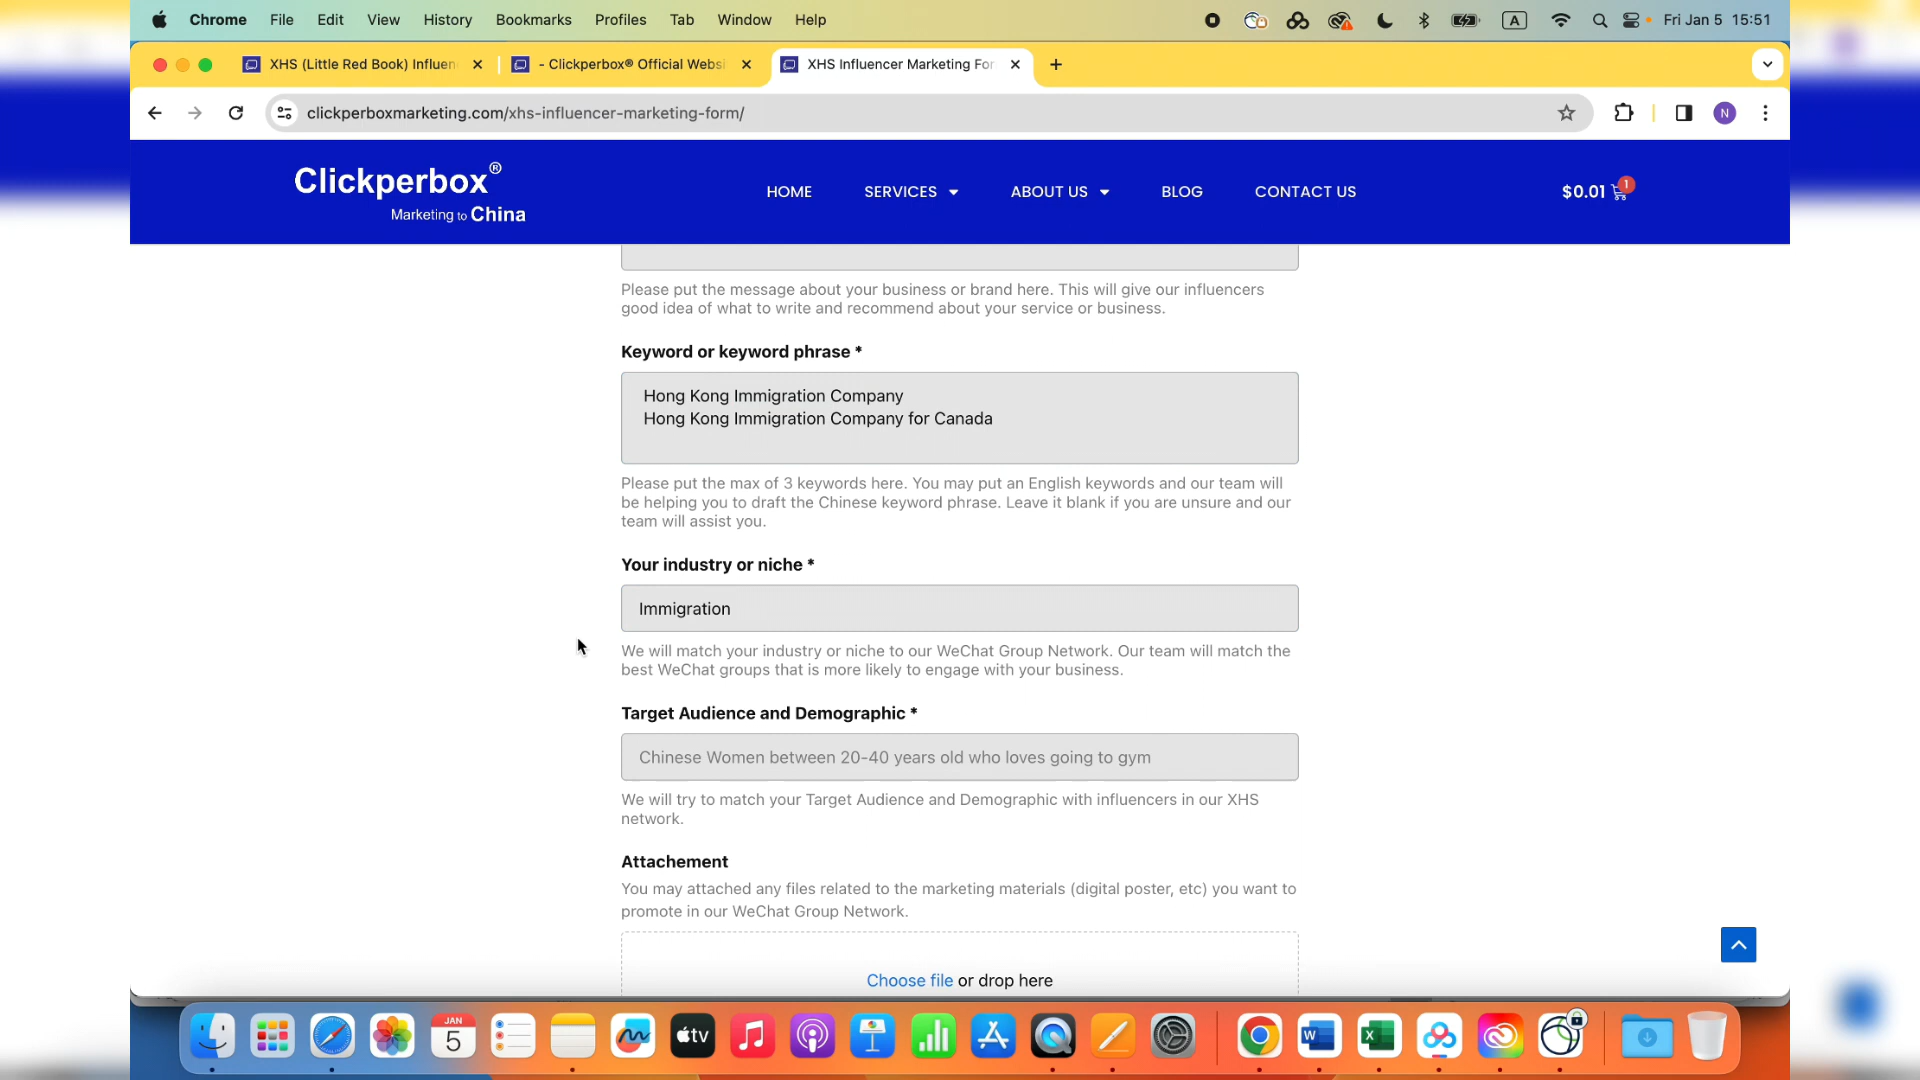 Chrome File Edit View History Bookmarks Profiles Tab Window Help A Fri Jan 5 15:51
XHS (Little Red Book) Influen - Clickperbox® Official Websi XHS Influencer Marketing For
clickperboxmarketing.com/xhs-influencer-marketing-form/ N
Clickperbox®
Marketing to China
HOME SERVICES ABOUT US BLOG CONTACT US $0.01 1
Please put the message about your business or brand here. This will give our influencers
good idea of what to write and recommend about your service or business.
Keyword or keyword phrase *
Hong Kong Immigration Company
Hong Kong Immigration Company for Canada
Please put the max of 3 keywords here. You may put an English keywords and our team will
be helping you to draft the Chinese keyword phrase. Leave it blank if you are unsure and our
team will assist you.
Your industry or niche *
Immigration
We will match your industry or niche to our WeChat Group Network. Our team will match the
best WeChat groups that is more likely to engage with your business.
Target Audience and Demographic *
Chinese Women between 20-40 years old who loves going to gym
We will try to match your Target Audience and Demographic with influencers in our XHS
network.
Attachement
You may attached any files related to the marketing materials (digital poster, etc) you want to
promote in our WeChat Group Network.
Choose file or drop here
JAN
5
tv
W
X